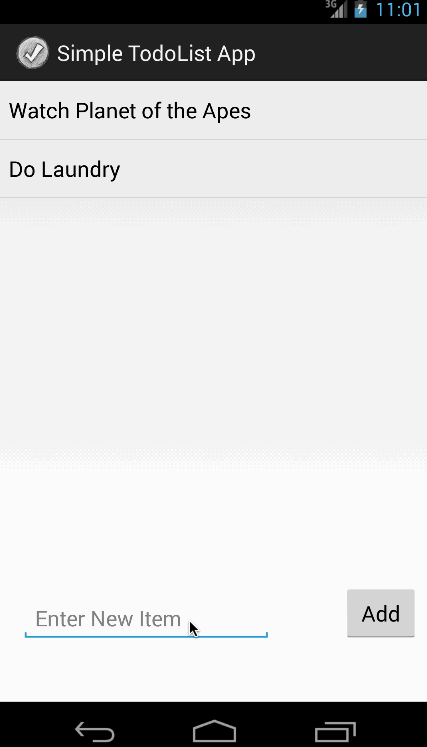 3G 11:01
Simple TodoList App
Watch Planet of the Apes
Do Laundry
Enter New Item
Add